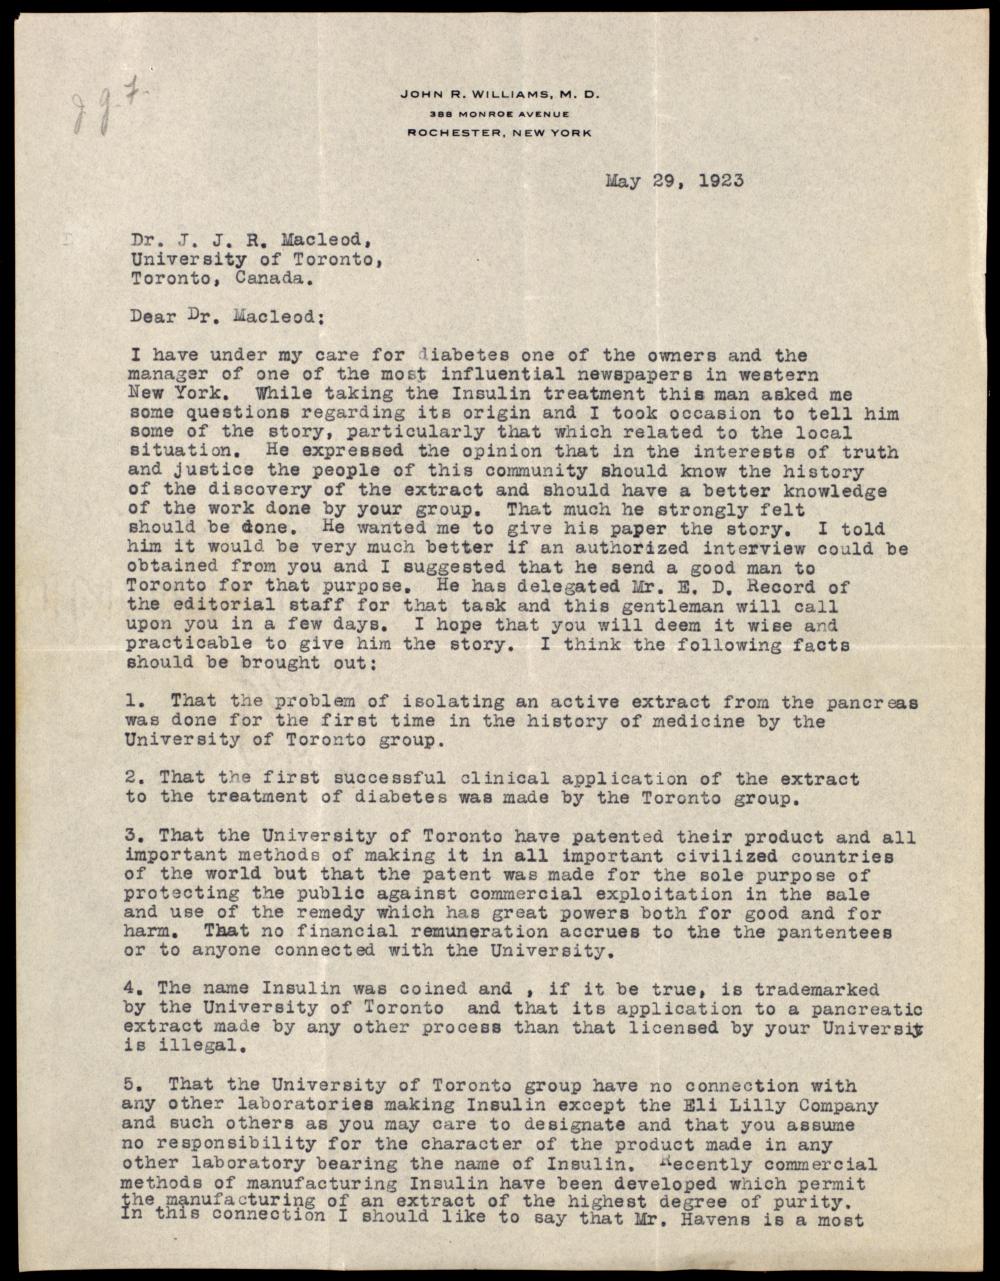 J. G. F.
JOHN R. WILLIAMS, M. D.
388 MONROE AVENUE
ROCHESTER, NEW YORK
May 29, 1923
Dr. J. J. R. Macleod,
University of Toronto,
Toronto, Canada.
Dear Dr. Macleod;
I have under my care for diabetes one of the owners and the
manager of one of the most influential newspapers in western
New York.  While taking the Insulin treatment this man asked me
some questions regarding its origin and I took occasion to tell him
some of the story, particularly that which related to the local
situation.  He expressed the opinion that in the interests of truth
and justice the people of this community should know the history
of the discovery of the extract and should have a better knowledge
of the work done by your group.  That much he strongly felt
should be done.  He wanted me to give his paper the story.  I told
him it would be very much better if an authorized interview could be
obtained from you and I suggested that he send a good man to
Toronto for that purpose.  He has delegated Mr. E. D. Record of
the editorial staff for that task and this gentleman will call
upon you in a few days.  I hope that you will deem it wise and
practicable to give him the story.  I think the following facts
should be brought out:
1.  That the problem of isolating an active extract from the pancreas
was done for the first time in the history of medicine by the
University of Toronto group.
2. That the first successful clinical application of the extract
to the treatment of diabetes was made by the Toronto group.
3. That the University of Toronto have patented their product and all
important methods of making it in all important civilized countries
of the world but that the patent was made for the sole purpose of
protecting the public against commercial exploitation in the sale
and use of the remedy which has great powers both for good and for
harm.  That no financial remuneration accrues to the the pantentees
or to anyone connected with the University.
4. The name Insulin was coined and , if it be true, is trademarked
by the University of Toronto  and that its application to a pancreatic
extract made by any other process than that licensed by your Universit
is illegal.
5.  That the University of Toronto group have no connection with
any other laboratories making Insulin except the Eli Lilly Company
and such others as you may care to designate and that you assume
no responsibility for the character of the product made in any
other laboratory bearing the name of Insulin.  Recently commercial
methods of manufacturing Insulin have been developed which permit
the manufacturing of an extract of the highest degree of purity.
In this connection I should like to say that Mr. Havens is a most